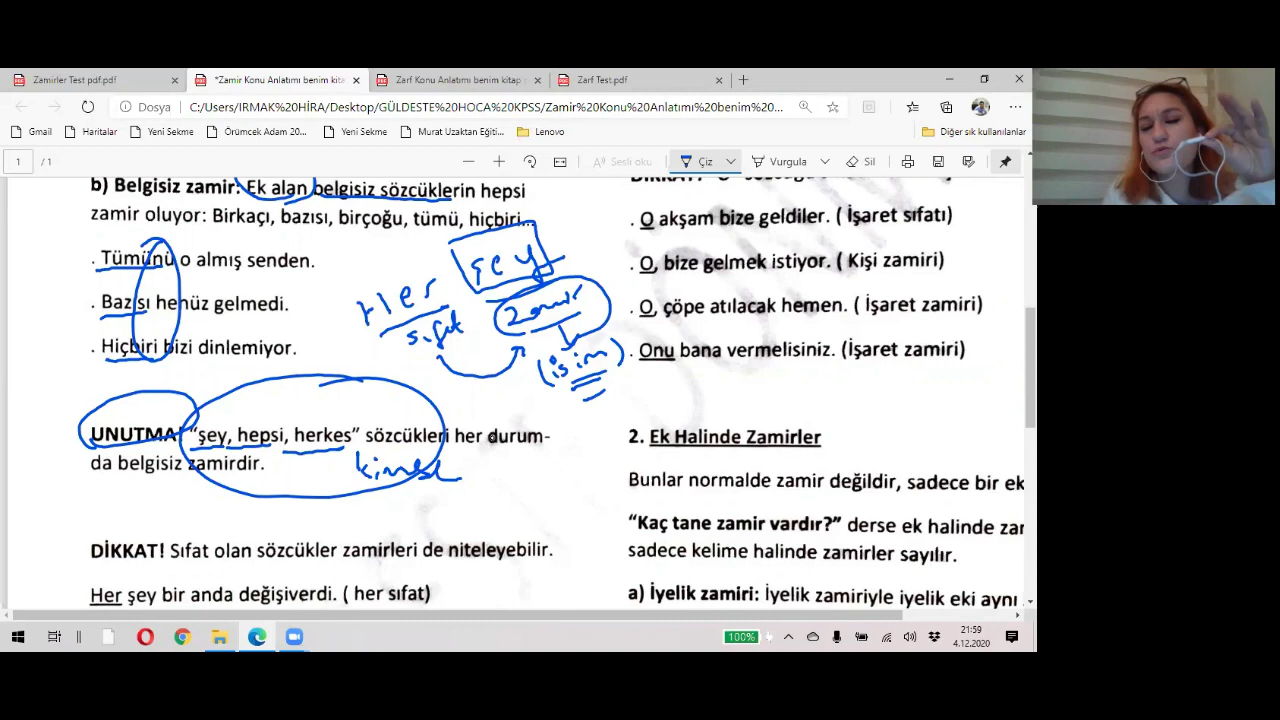 Zamirler Test pdf.pdf
*Zamir Konu Anlatımı benim kita
Zarf Konu Anlatımı benim kitap
Zarf Test.pdf
Dosya
C:/Users/IRMAK%20HİRA/Desktop/GÜLDESTE%20HOCA%20KPSS/Zamir%20Konu%20Anlatımı%20benim%20...
Gmail
Haritalar
Yeni Sekme
Örümcek Adam 20...
Yeni Sekme
Murat Uzaktan Eğiti...
Lenovo
Diğer sık kullanılanlar
1 / 1
Sesli oku
Çiz
Vurgula
Sil
b) Belgisiz zamir: Ek alan belgisiz sözcüklerin hepsi
zamir oluyor: Birkaçı, bazısı, birçoğu, tümü, hiçbiri...
. Tümünü o almış senden.
. Bazısı henüz gelmedi.
. Hiçbiri bizi dinlemiyor.
Her
sıfat
şey
zamir
(isim)
UNUTMA! "şey, hepsi, herkes" sözcükleri her durum-
da belgisiz zamirdir.
kimse
DİKKAT! Sıfat olan sözcükler zamirleri de niteleyebilir.
Her şey bir anda değişiverdi. ( her sıfat)
. O akşam bize geldiler. ( İşaret sıfatı)
. O, bize gelmek istiyor. ( Kişi zamiri)
. O, çöpe atılacak hemen. ( İşaret zamiri)
. Onu bana vermelisiniz. (İşaret zamiri)
2. Ek Halinde Zamirler
Bunlar normalde zamir değildir, sadece bir ek
"Kaç tane zamir vardır?" derse ek halinde zar
sadece kelime halinde zamirler sayılır.
a) İyelik zamiri: İyelik zamiriyle iyelik eki aynı
100%
21:59
4.12.2020